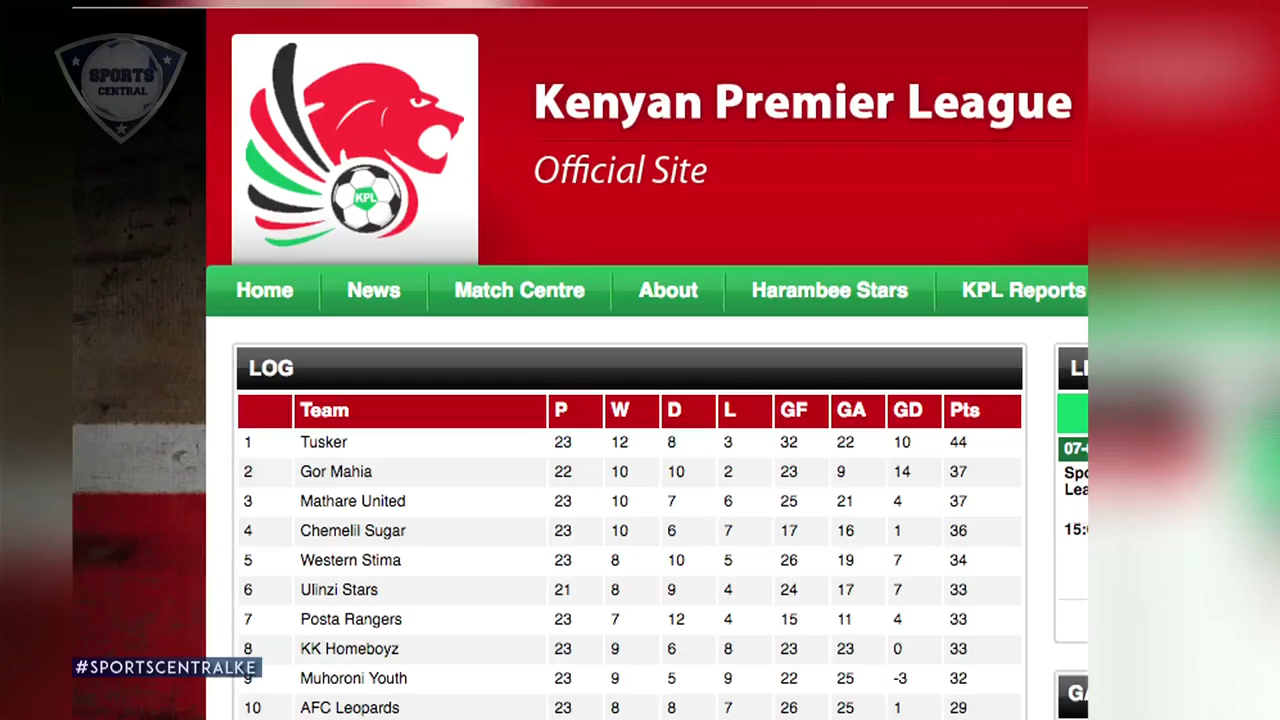 SPORTS
CENTRAL
Kenyan Premier League
Official Site
KPL
Home News Match Centre About Harambee Stars KPL Reports
LOG
Team P W D L GF GA GD Pts
1 Tusker 23 12 8 3 32 22 10 44
2 Gor Mahia 22 10 10 2 23 9 14 37
3 Mathare United 23 10 7 6 25 21 4 37
4 Chemelil Sugar 23 10 6 7 17 16 1 36
5 Western Stima 23 8 10 5 26 19 7 34
6 Ulinzi Stars 21 8 9 4 24 17 7 33
7 Posta Rangers 23 7 12 4 15 11 4 33
8 KK Homeboyz 23 9 6 8 23 23 0 33
9 Muhoroni Youth 23 9 5 9 22 25 -3 32
10 AFC Leopards 23 8 8 7 26 25 1 29
07-
Spo
Lea
15:
#SPORTSCENTRALKE